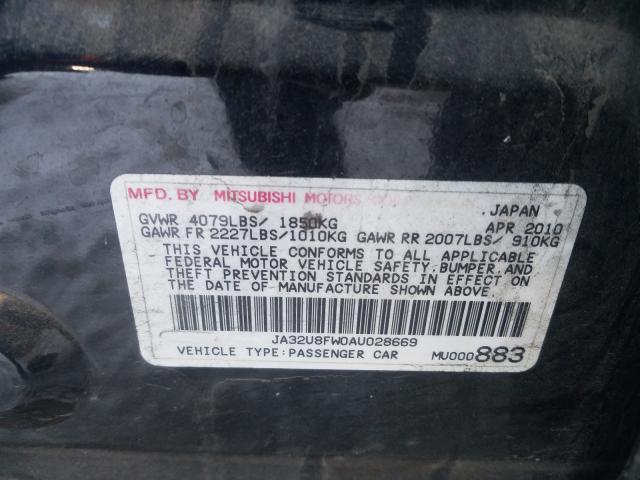 MFD. BY MITSUBISHI MOTORS
JAPAN
GVWR 4079LBS/ 1850KG APR 2010
GAWR FR 2227LBS/1010KG GAWR RR 2007LBS/ 910KG
THIS VEHICLE CONFORMS TO ALL APPLICABLE
FEDERAL MOTOR VEHICLE SAFETY, BUMPER, AND
THEFT PREVENTION STANDARDS IN EFFECT ON
THE DATE OF MANUFACTURE SHOWN ABOVE.
JA32U8FW0AU028669
VEHICLE TYPE:PASSENGER CAR MU000883